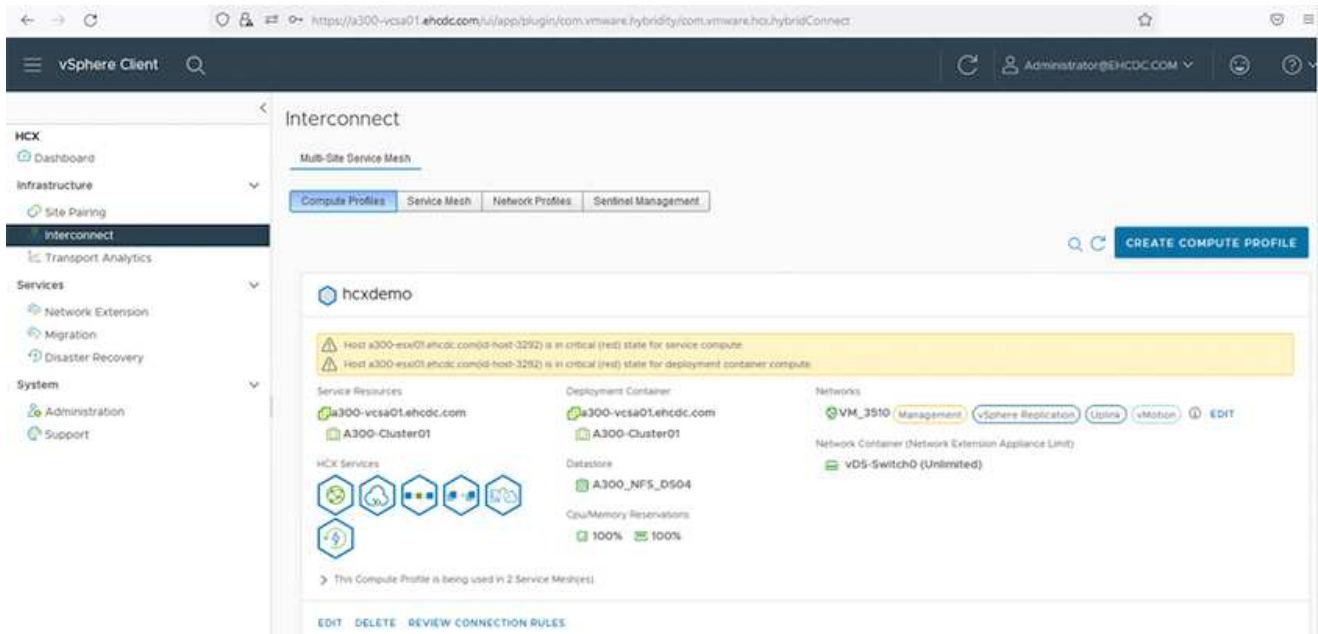 https://a300-vcsa01.ehcdc.com/ui/app/plugin/com.vmware.hybridity/com.vmware.hcx.hybridConnect
vSphere Client
Administrator@EHCDC.COM
HCX
Dashboard
Infrastructure
Site Pairing
Interconnect
Transport Analytics
Services
Network Extension
Migration
Disaster Recovery
System
Administration
Support
Interconnect
Multi-Site Service Mesh
Compute Profiles Service Mesh Network Profiles Sentinel Management
CREATE COMPUTE PROFILE
hcxdemo
Host a300-esxi01.ehcdc.com(id-host-3292) is in critical (red) state for service compute.
Host a300-esxi01.ehcdc.com(id-host-3292) is in critical (red) state for deployment container compute.
Service Resources
a300-vcsa01.ehcdc.com
A300-Cluster01
HCX Services
Deployment Container
a300-vcsa01.ehcdc.com
A300-Cluster01
Datastore
A300_NFS_DS04
Cpu/Memory Reservations
100% 100%
Networks
VM_3510 Management vSphere Replication Uplink vMotion EDIT
Network Container (Network Extension Appliance Limit)
vDS-Switch0 (Unlimited)
This Compute Profile is being used in 2 Service Mesh(es)
EDIT DELETE REVIEW CONNECTION RULES